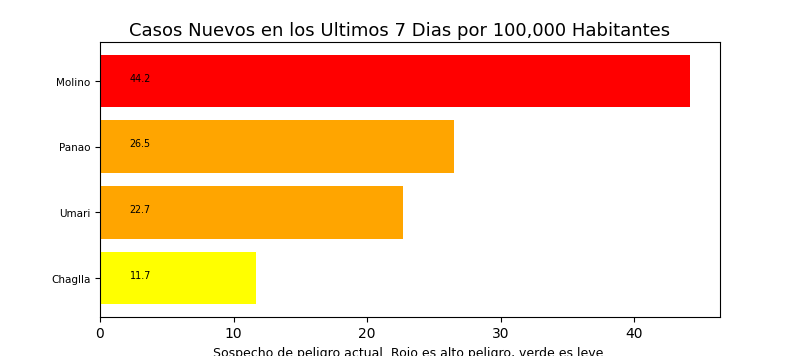 Casos Nuevos en los Ultimos 7 Dias por 100,000 Habitantes
Molino 44.2
Panao 26.5
Umari 22.7
Chaglla 11.7
0 10 20 30 40
Sospecho de peligro actual. Rojo es alto peligro, verde es leve